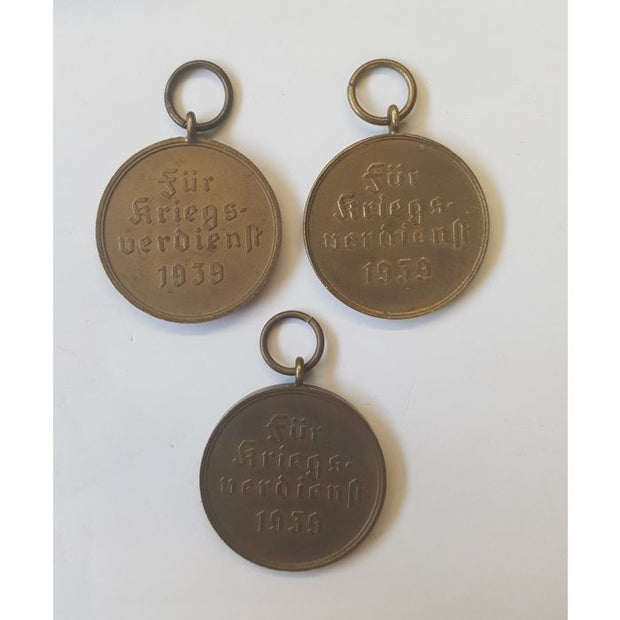 Für
Kriegs-
verdienst
1939
Für
Kriegs-
verdienst
1939
Für
Kriegs-
verdienst
1939